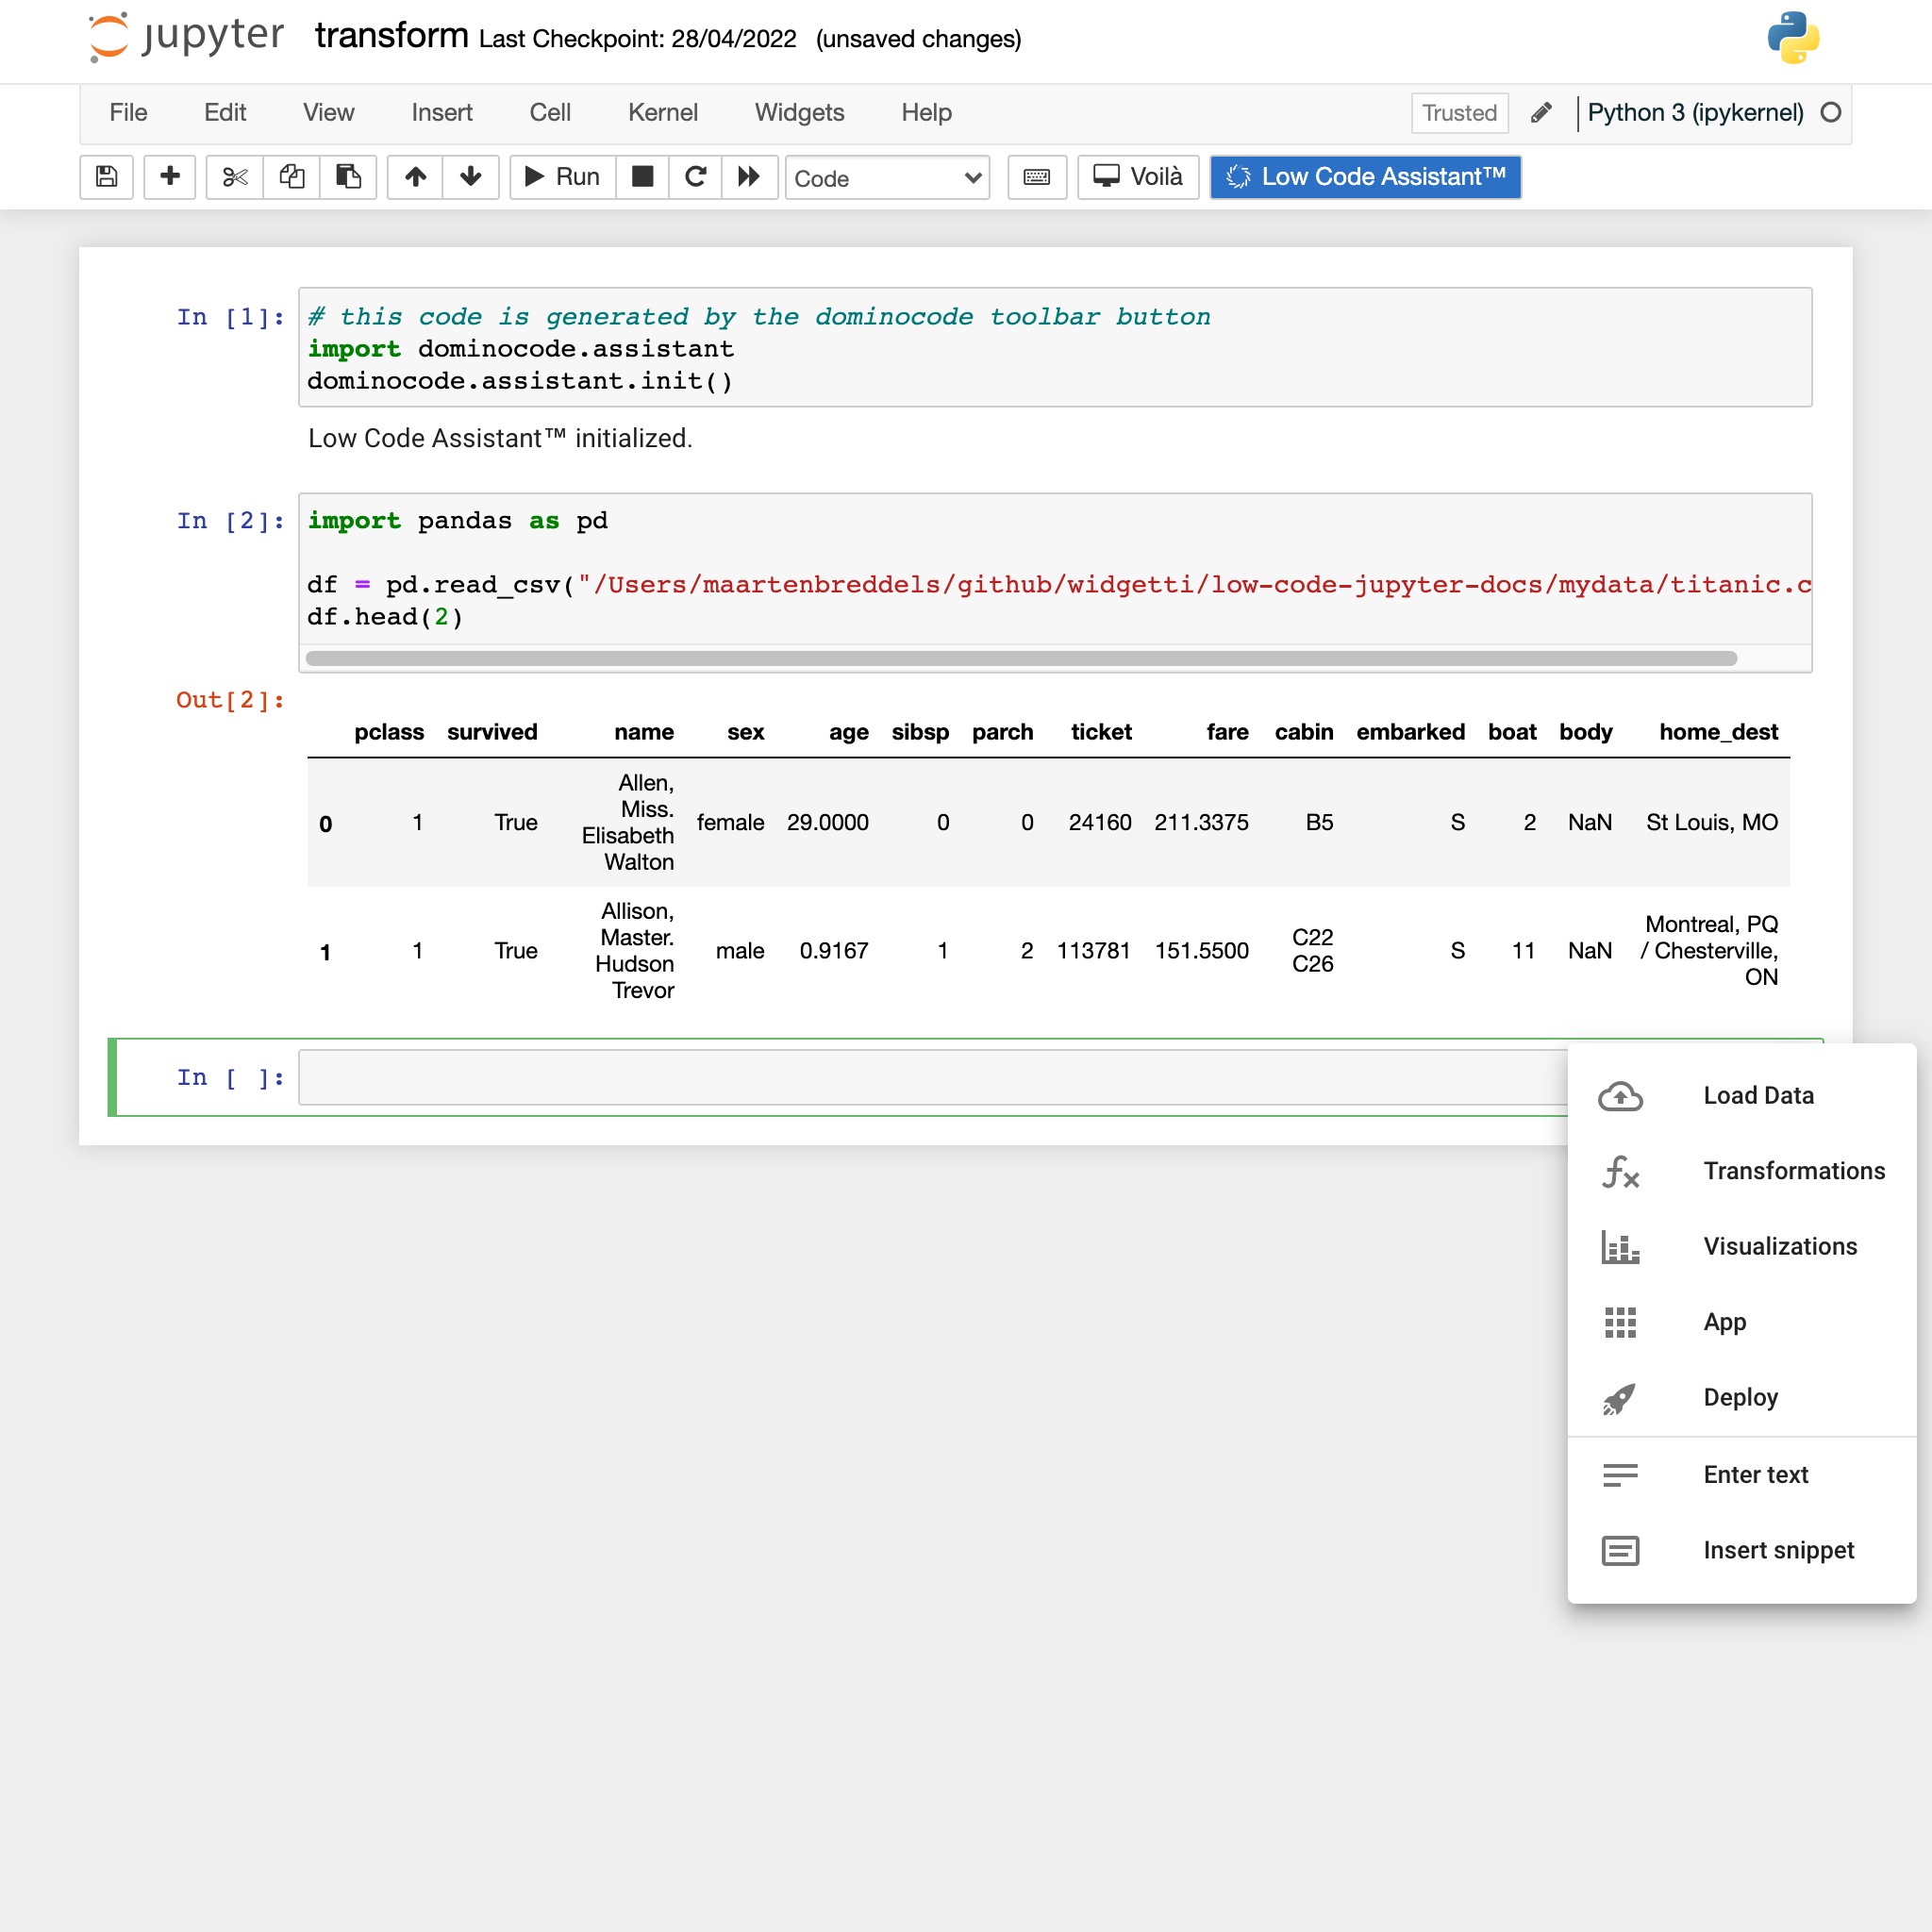 jupyter transform Last Checkpoint: 28/04/2022 (unsaved changes)
File Edit View Insert Cell Kernel Widgets Help Trusted Python 3 (ipykernel)
Run Code Voilà Low Code Assistant™
In [1]: # this code is generated by the dominocode toolbar button
import dominocode.assistant
dominocode.assistant.init()
Low Code Assistant™ initialized.
In [2]: import pandas as pd
df = pd.read_csv("/Users/maartenbreddels/github/widgetti/low-code-jupyter-docs/mydata/titanic.c
df.head(2)
Out[2]:
pclass survived name sex age sibsp parch ticket fare cabin embarked boat body home_dest
0 1 True Allen, Miss. Elisabeth Walton female 29.0000 0 0 24160 211.3375 B5 S 2 NaN St Louis, MO
1 1 True Allison, Master. Hudson Trevor male 0.9167 1 2 113781 151.5500 C22 C26 S 11 NaN Montreal, PQ / Chesterville, ON
In [ ]:
Load Data
Transformations
Visualizations
App
Deploy
Enter text
Insert snippet